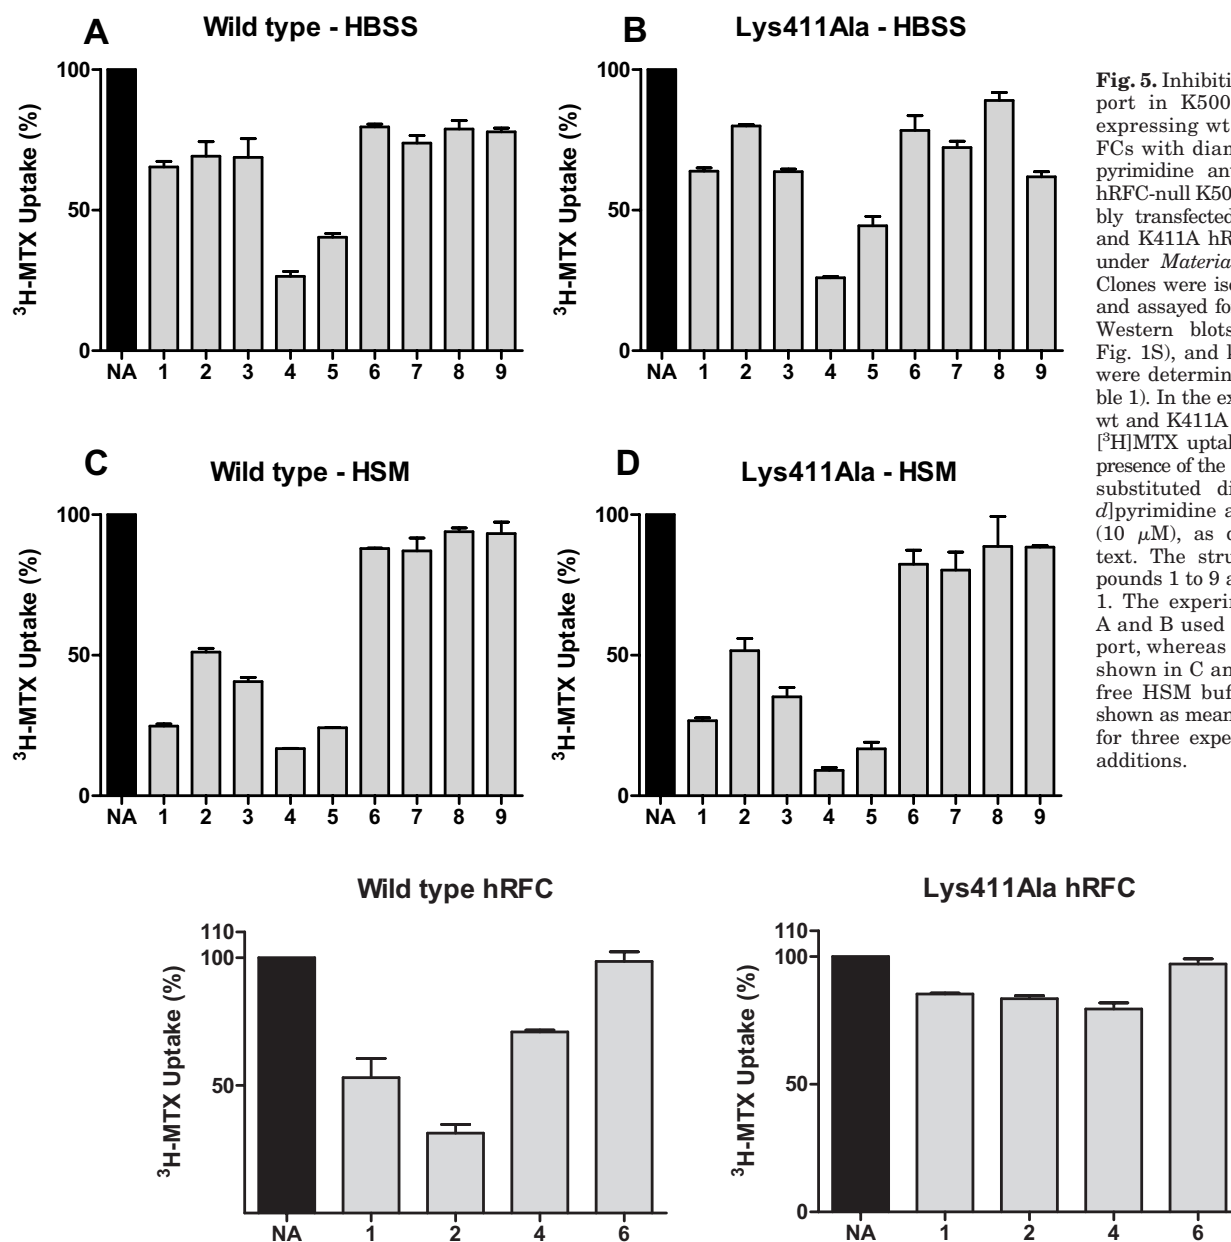 A
Wild type - HBSS
³H-MTX Uptake (%)
100
50
0
NA 1 2 3 4 5 6 7 8 9
B
Lys411Ala - HBSS
³H-MTX Uptake (%)
100
50
0
NA 1 2 3 4 5 6 7 8 9
Fig. 5. Inhibiti
port in K500
expressing wt
FCs with diam
pyrimidine an
hRFC-null K50
bly transfected
and K411A hR
under Materia
Clones were iso
and assayed fo
Western blots
Fig. 1S), and
were determin
ble 1). In the ex
wt and K411A
[³H]MTX upta
presence of the
substituted di
d]pyrimidine a
(10 μM), as
text. The stru
pounds 1 to 9 a
1. The experi
A and B used
port, whereas
shown in C an
free HSM buf
shown as mean
for three expe
additions.
C
Wild type - HSM
³H-MTX Uptake (%)
100
50
0
NA 1 2 3 4 5 6 7 8 9
D
Lys411Ala - HSM
³H-MTX Uptake (%)
100
50
0
NA 1 2 3 4 5 6 7 8 9
Wild type hRFC
³H-MTX Uptake (%)
110
100
50
NA 1 2 4 6
Lys411Ala hRFC
³H-MTX Uptake (%)
110
100
50
0
NA 1 2 4 6